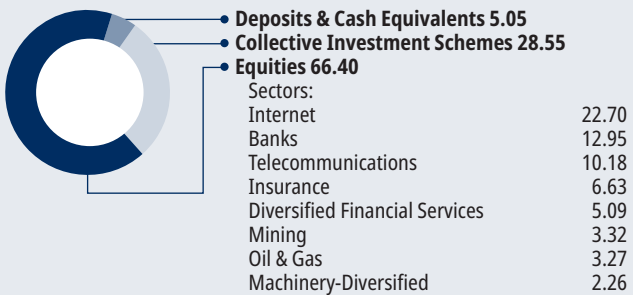 Deposits & Cash Equivalents 5.05
Collective Investment Schemes 28.55
Equities 66.40
Sectors:
Internet 22.70
Banks 12.95
Telecommunications 10.18
Insurance 6.63
Diversified Financial Services 5.09
Mining 3.32
Oil & Gas 3.27
Machinery-Diversified 2.26